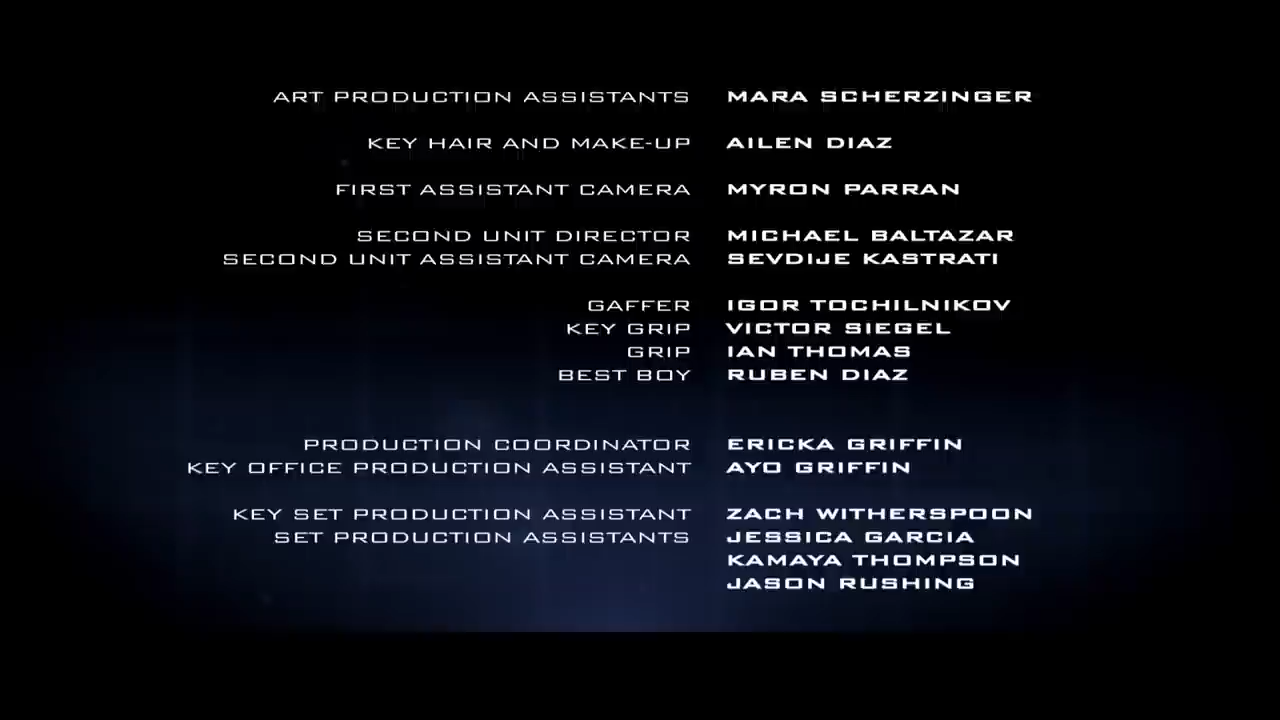 ART PRODUCTION ASSISTANTS MARA SCHERZINGER
KEY HAIR AND MAKE-UP AILEN DIAZ
FIRST ASSISTANT CAMERA MYRON PARRAN
SECOND UNIT DIRECTOR MICHAEL BALTAZAR
SECOND UNIT ASSISTANT CAMERA SEVDIJE KASTRATI
GAFFER IGOR TOCHILNIKOV
KEY GRIP VICTOR SIEGEL
GRIP IAN THOMAS
BEST BOY RUBEN DIAZ
PRODUCTION COORDINATOR ERICKA GRIFFIN
KEY OFFICE PRODUCTION ASSISTANT AYO GRIFFIN
KEY SET PRODUCTION ASSISTANT ZACH WITHERSPOON
SET PRODUCTION ASSISTANTS JESSICA GARCIA
KAMAYA THOMPSON
JASON RUSHING